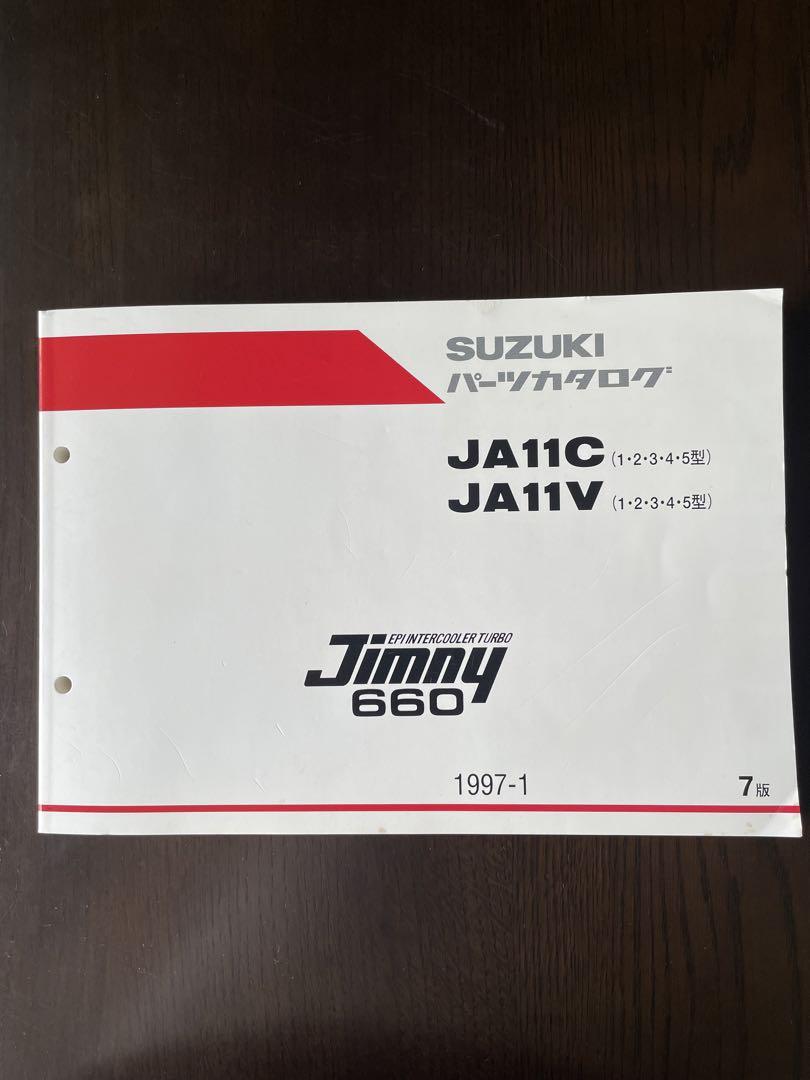 SUZUKI
パーツカタログ
JA11C (1・2・3・4・5型)
JA11V (1・2・3・4・5型)
EPI INTERCOOLER TURBO
Jimny
660
1997-1
7版